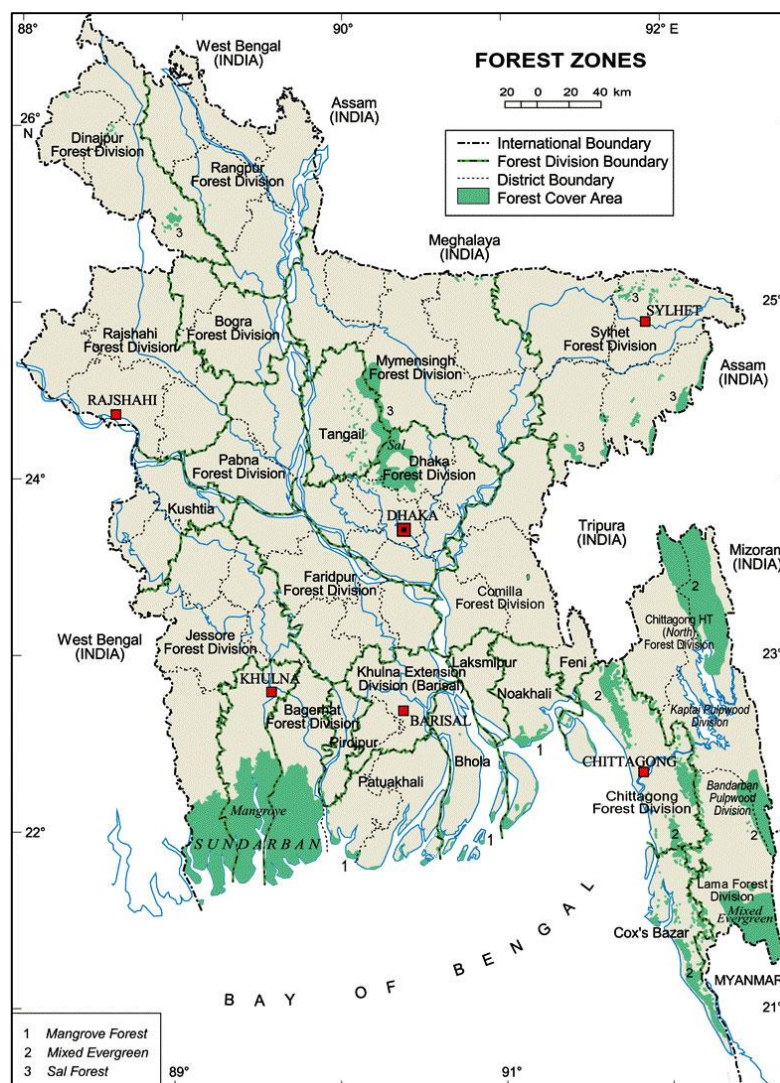 88°
90°
92° E
West Bengal
(INDIA)
FOREST ZONES
20 0 20 40 km
Assam
(INDIA)
26°
N
International Boundary
Forest Division Boundary
District Boundary
Forest Cover Area
Dinajpur
Forest Division
Rangpur
Forest Division
3
Meghalaya
(INDIA)
25°
3
SYLHET
Sylhet
Forest Division
Rajshahi
Forest Division
Bogra
Forest Division
Mymensingh
Forest Division
Assam
(INDIA)
RAJSHAHI
3
3
Tangail
Sal
3
Pabna
Forest Division
Dhaka
Forest Division
24°
24°
Kushtia
DHAKA
Tripura
(INDIA)
Mizoram
(INDIA)
Faridpur
Forest Division
Comilla
Forest Division
2
Chittagong HT
(North)
Forest Division
West Bengal
(INDIA)
Jessore
Forest Division
23°
Laksmipur
Feni
Khulna Extension
Division (Barisal)
KHULNA
Noakhali
2
Bagerhat
Forest Division
Kaptai Pulpwood
Division
BARISAL
Pirojpur
1
Bhola
CHITTAGONG
Patuakhali
Chittagong
Forest Division
Bandarban
Pulpwood
Division
Mangrove
22°
SUNDARBAN
2
2
1
1
Lama Forest
Division
Mixed
Evergreen
Cox's Bazar
BAY OF BENGAL
2
MYANMAR
21°
1 Mangrove Forest
2 Mixed Evergreen
3 Sal Forest
89°
91°